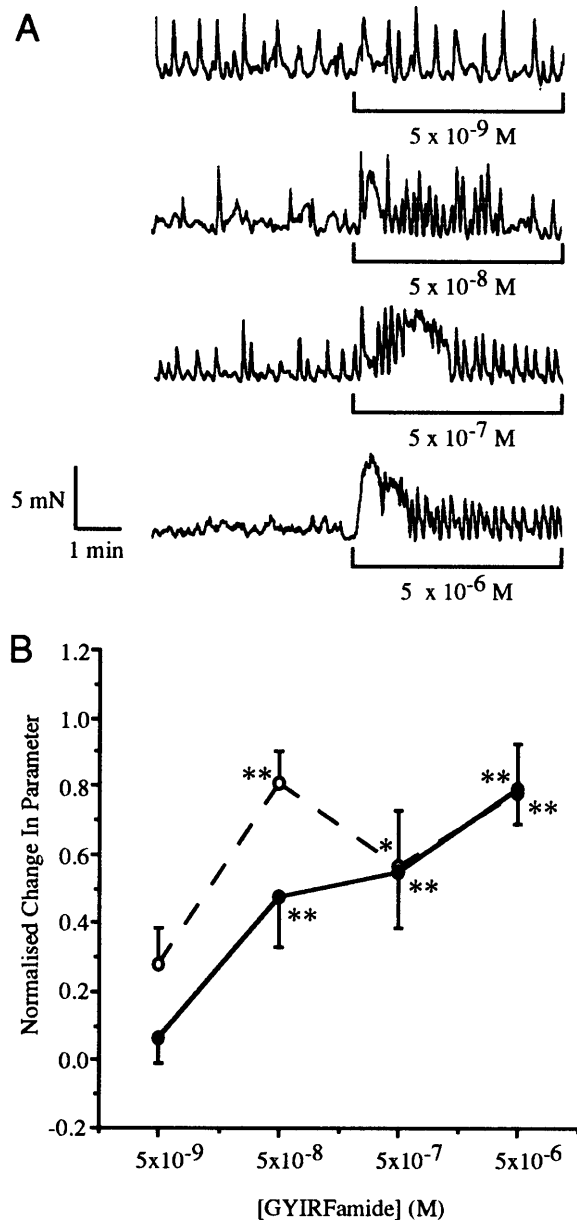 A
5 x 10-9 M
5 x 10-8 M
5 x 10-7 M
5 mN
1 min
5 x 10-6 M
B
Normalised Change In Parameter
1.2
1.0
0.8
0.6
0.4
0.2
0.0
-0.2
**
**
*
**
**
**
5x10-9
5x10-8
5x10-7
5x10-6
[GYIRFamide] (M)